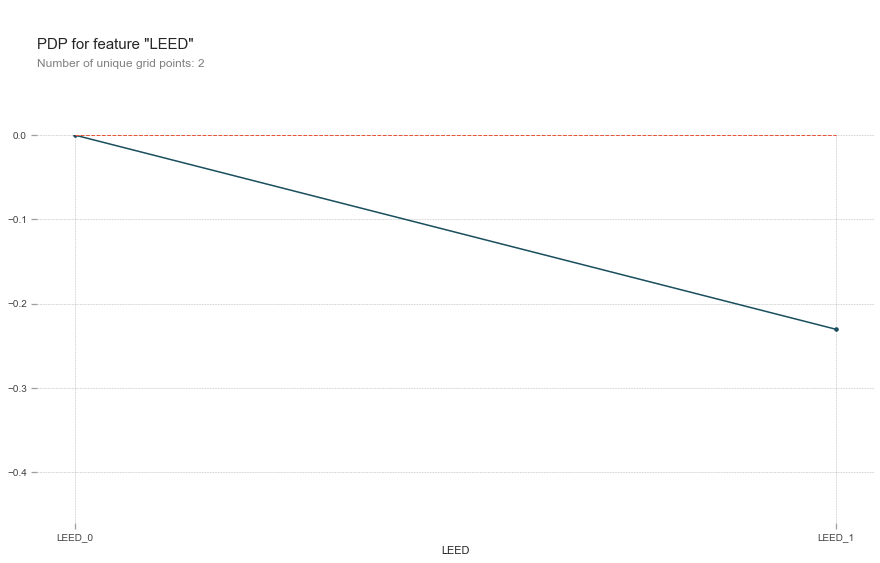 PDP for feature "LEED"
Number of unique grid points: 2
0.0
−0.1
−0.2
−0.3
−0.4
LEED_0
LEED_1
LEED